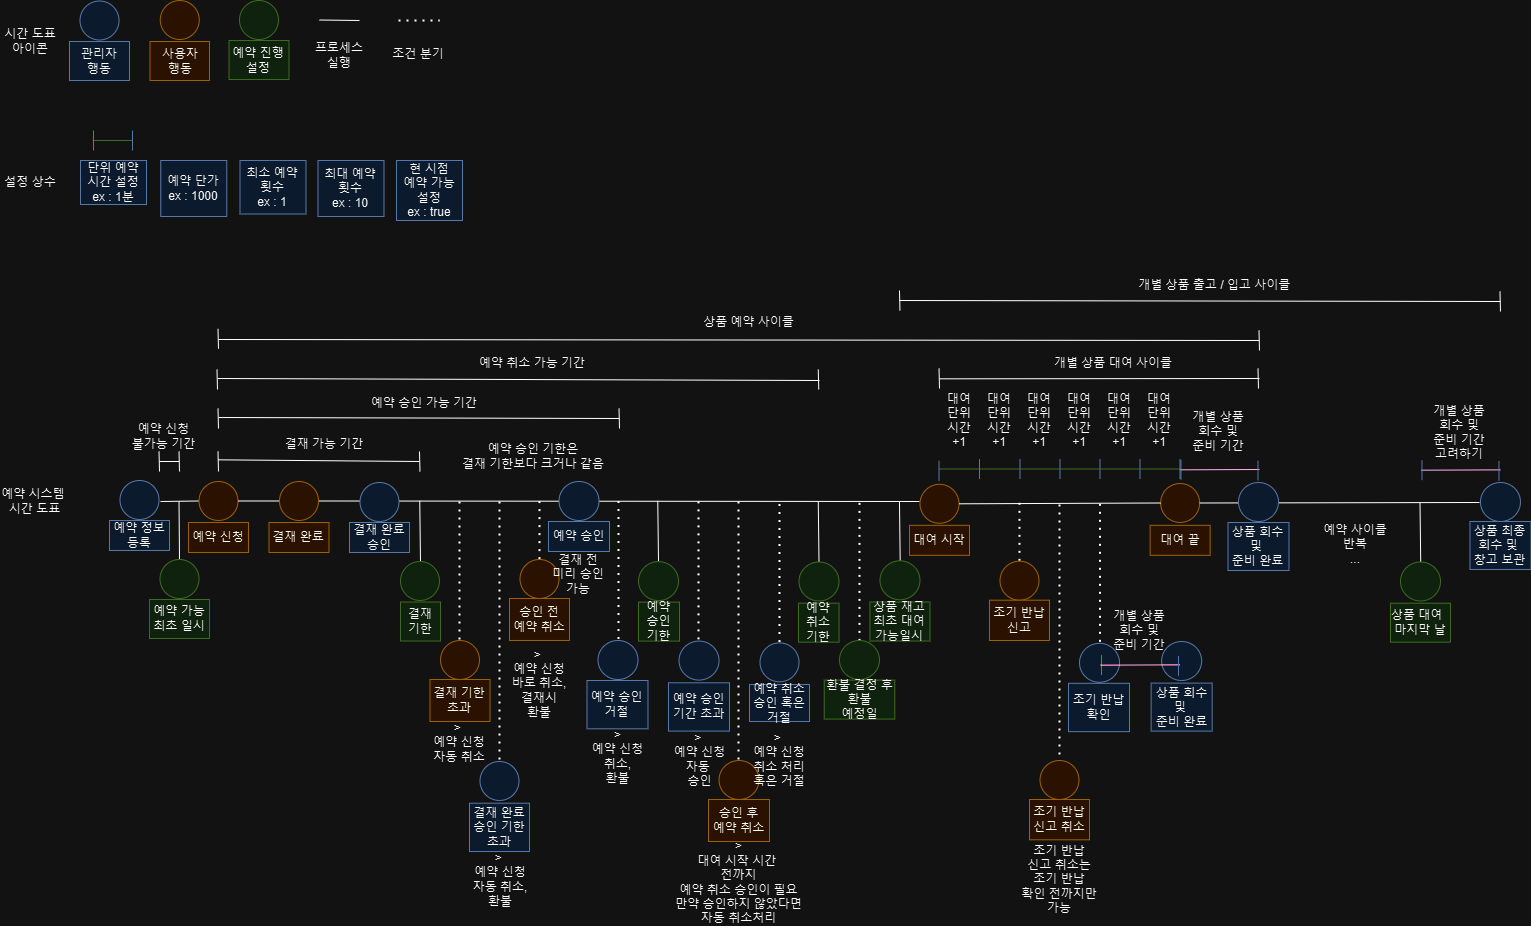 시간 도표
아이콘
관리자
행동
사용자
행동
예약 진행
설정
프로세스
실행
조건 분기
설정 상수
단위 예약
시간 설정
ex : 1분
예약 단가
ex : 1000
최소 예약
횟수
ex : 1
최대 예약
횟수
ex : 10
현 시점
예약 가능
설정
ex : true
개별 상품 출고 / 입고 사이클
상품 예약 사이클
예약 취소 가능 기간
개별 상품 대여 사이클
예약 승인 가능 기간
대여
단위
시간
+1
대여
단위
시간
+1
대여
단위
시간
+1
대여
단위
시간
+1
대여
단위
시간
+1
대여
단위
시간
+1
개별 상품
회수 및
준비 기간
개별 상품
회수 및
준비 기간
고려하기
예약 신청
불가능 기간
결재 가능 기간
예약 승인 기한은
결재 기한보다 크거나 같음
예약 시스템
시간 도표
예약 정보
등록
예약 신청
결재 완료
결재 완료
승인
예약 승인
결재 전
미리 승인
가능
대여 시작
대여 끝
상품 회수
및
준비 완료
예약 사이클
반복
...
상품 최종
회수 및
창고 보관
예약 가능
최초 일시
결재
기한
승인 전
예약 취소
>
예약 신청
바로 취소,
결재시
환불
예약
승인
기한
예약
취소
기한
상품 재고
최초 대여
가능일시
조기 반납
신고
상품 대여
마지막 날
결재 기한
초과
>
예약 신청
자동 취소
예약 승인
거절
>
예약 신청
취소,
환불
예약 승인
기간 초과
>
예약 신청
자동
승인
예약 취소
승인 혹은
거절
>
예약 신청
취소 처리
혹은 거절
환불 결정 후
환불
예정일
개별 상품
회수 및
준비 기간
조기 반납
확인
상품 회수
및
준비 완료
결재 완료
승인 기한
초과
>
예약 신청
자동 취소,
환불
승인 후
예약 취소
>
대여 시작 시간
전까지
예약 취소 승인이 필요
만약 승인하지 않았다면
자동 취소처리
조기 반납
신고 취소
조기 반납
신고 취소는
조기 반납
확인 전까지만
가능